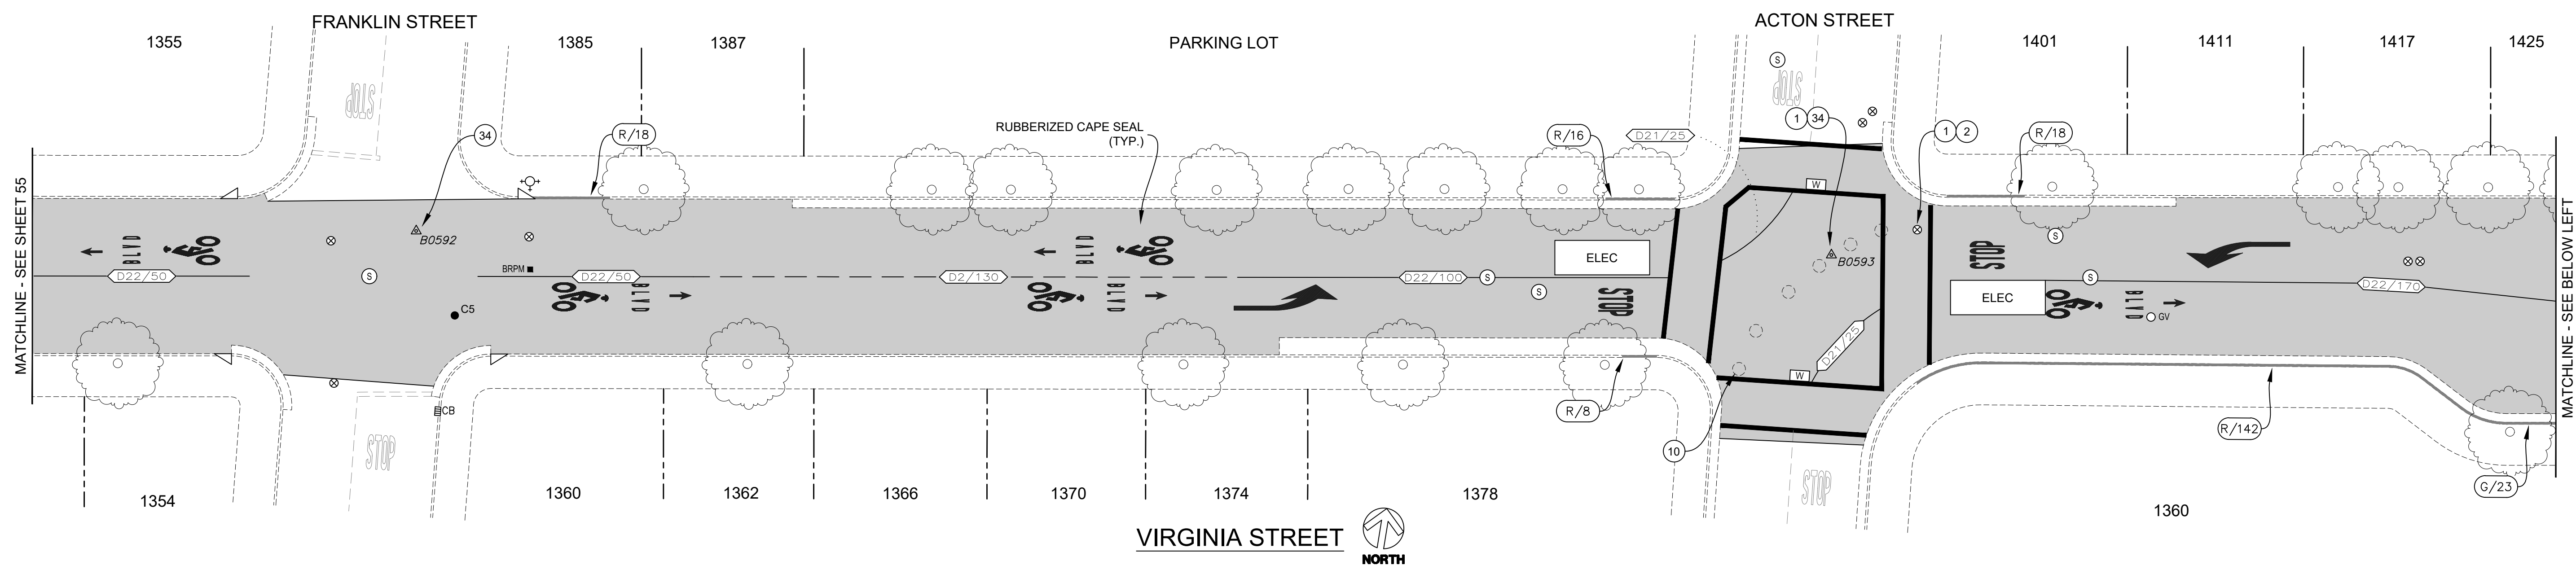 FRANKLIN STREET
ACTON STREET
1355
1385
1387
PARKING LOT
1401
1411
1417
1425
STOP
S
STOP
RUBBERIZED CAPE SEAL
(TYP.)
34
R/18
R/16
D21/25
1
34
1
2
R/18
MATCHLINE - SEE SHEET 55
W
B0592
B0593
S
BLVD
BLVD
ELEC
STOP
BRPM
S
S
S
D22/50
D22/50
D2/130
D22/100
D22/170
S
BLVD
BLVD
STOP
ELEC
BLVD
GV
C5
D21/25
MATCHLINE - SEE BELOW LEFT
W
CB
R/8
R/142
STOP
10
STOP
G/23
1354
1360
1362
1366
1370
1374
1378
1360
VIRGINIA STREET
NORTH